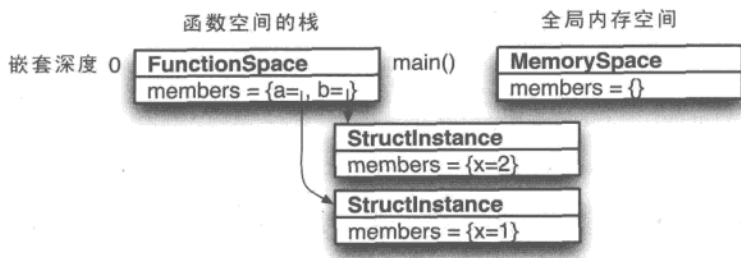 函数空间的栈
全局内存空间
嵌套深度 0
FunctionSpace
members = {a= , b= }
main()
MemorySpace
members = {}
StructInstance
members = {x=2}
StructInstance
members = {x=1}